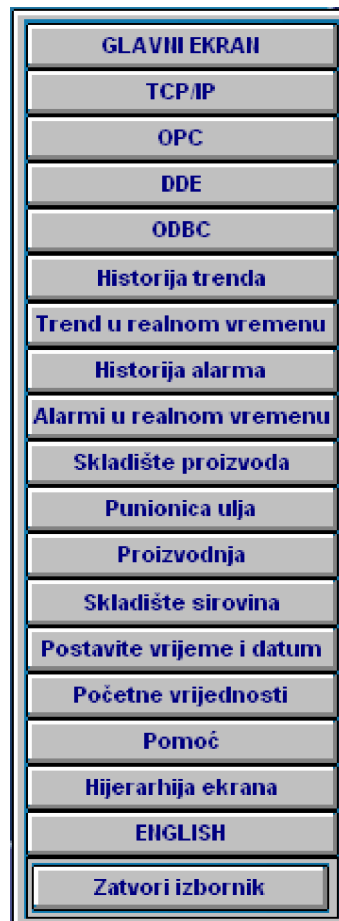 GLAVNI EKRAN
TCP/IP
OPC
DDE
ODBC
Historija trenda
Trend u realnom vremenu
Historija alarma
Alarmi u realnom vremenu
Skladište proizvoda
Punionica ulja
Proizvodnja
Skladište sirovina
Postavite vrijeme i datum
Početne vrijednosti
Pomoć
Hijerarhija ekrana
ENGLISH
Zatvori izbornik